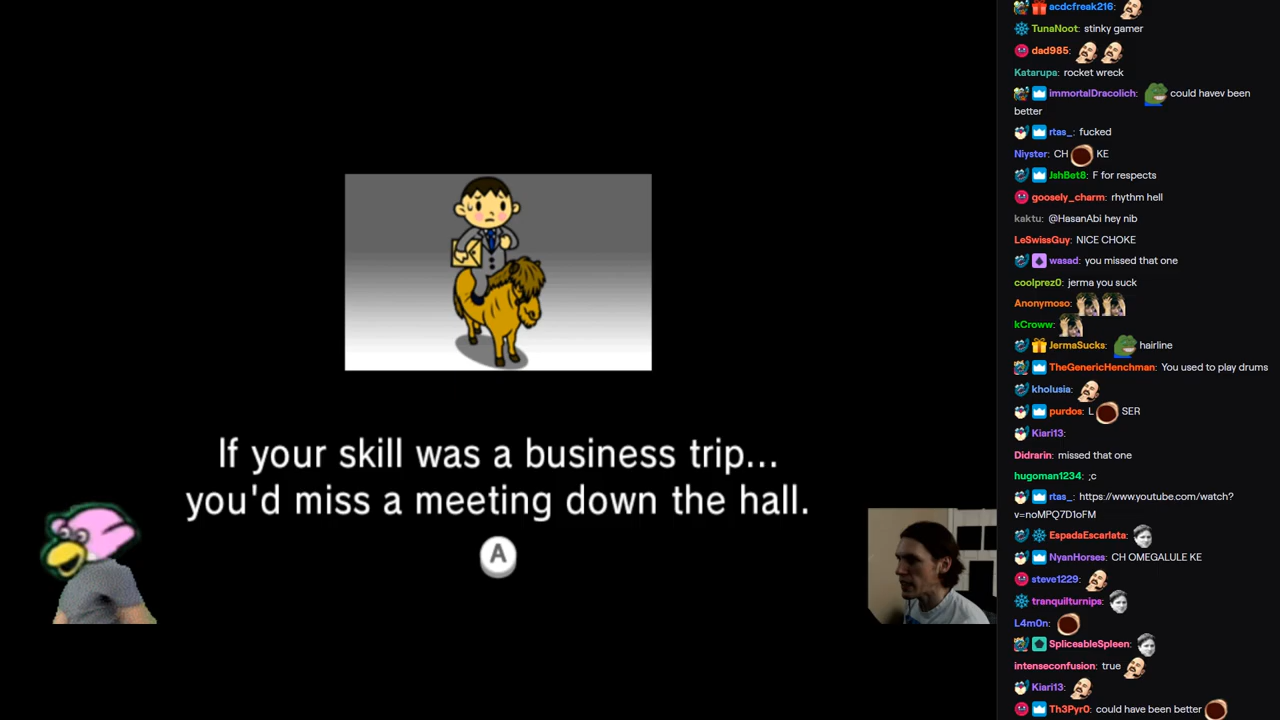 If your skill was a business trip...
you'd miss a meeting down the hall.
A
acdcfreak216:
TunaNoot: stinky gamer
dad985:
Katarupa: rocket wreck
immortalDracolich: could havev been
better
rtas_: fucked
Niyster: CH KE
JshBet8: F for respects
goosely_charm: rhythm hell
kaktu: @HasanAbi hey nib
LeSwissGuy: NICE CHOKE
wasad: you missed that one
coolprez0: jerma you suck
Anonymoso:
kCroww:
JermaSucks: hairline
TheGenericHenchman: You used to play drums
kholusia:
purdos: L SER
Kiari13:
Didrarin: missed that one
hugoman1234: ;c
rtas_: https://www.youtube.com/watch?
v=noMPQ7D1oFM
EspadaEscarlata:
NyanHorses: CH OMEGALULE KE
steve1229:
tranquilturnips:
L4m0n:
SpliceableSpleen:
intenseconfusion: true
Kiari13:
Th3Pyr0: could have been better